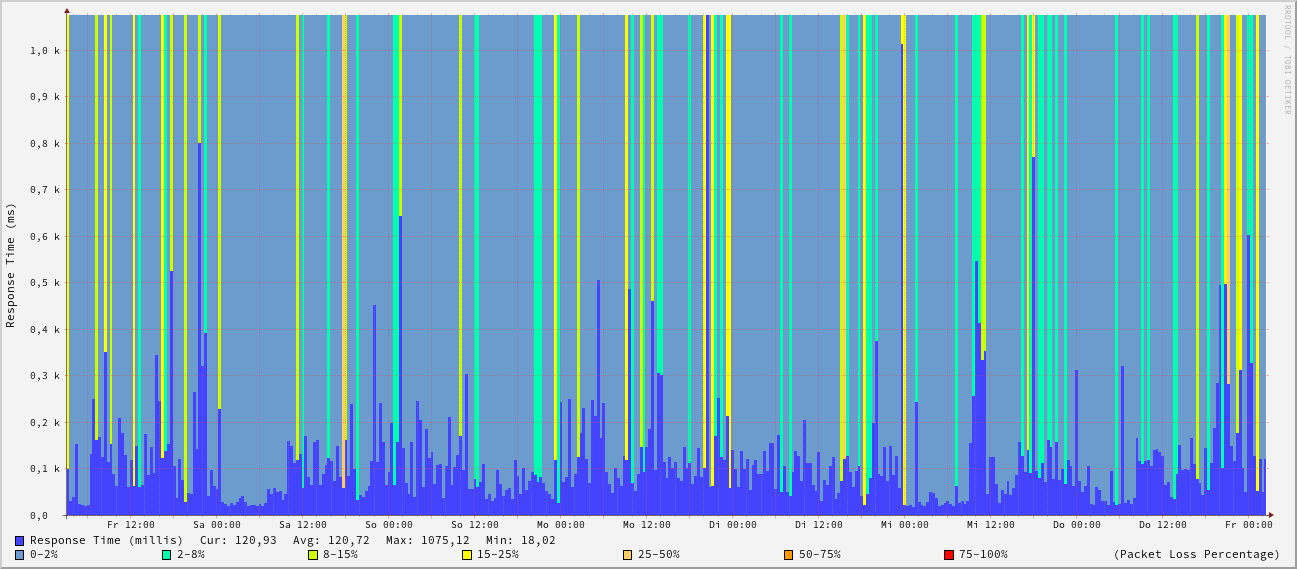 RRDTOOL / TOBI OETIKER
Response Time (ms)
1,0 k
0,9 k
0,8 k
0,7 k
0,6 k
0,5 k
0,4 k
0,3 k
0,2 k
0,1 k
0,0
Fr 12:00 Sa 00:00 Sa 12:00 So 00:00 So 12:00 Mo 00:00 Mo 12:00 Di 00:00 Di 12:00 Mi 00:00 Mi 12:00 Do 00:00 Do 12:00 Fr 00:00
Response Time (millis) Cur: 120,93 Avg: 120,72 Max: 1075,12 Min: 18,02
0-2% 2-8% 8-15% 15-25% 25-50% 50-75% 75-100% (Packet Loss Percentage)